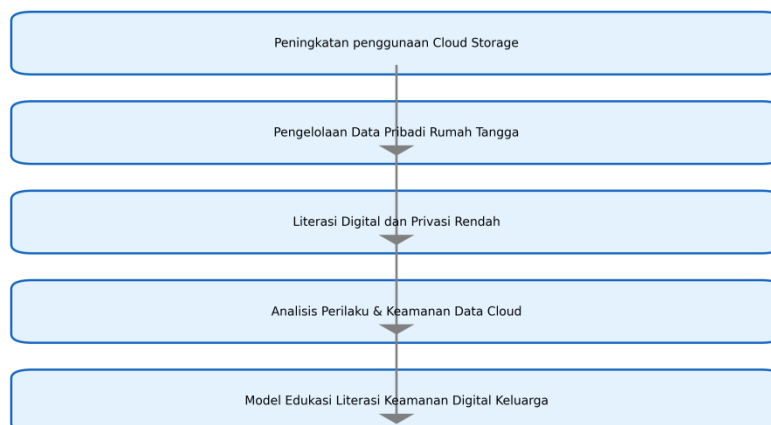 Peningkatan penggunaan Cloud Storage
Pengelolaan Data Pribadi Rumah Tangga
Literasi Digital dan Privasi Rendah
Analisis Perilaku & Keamanan Data Cloud
Model Edukasi Literasi Keamanan Digital Keluarga